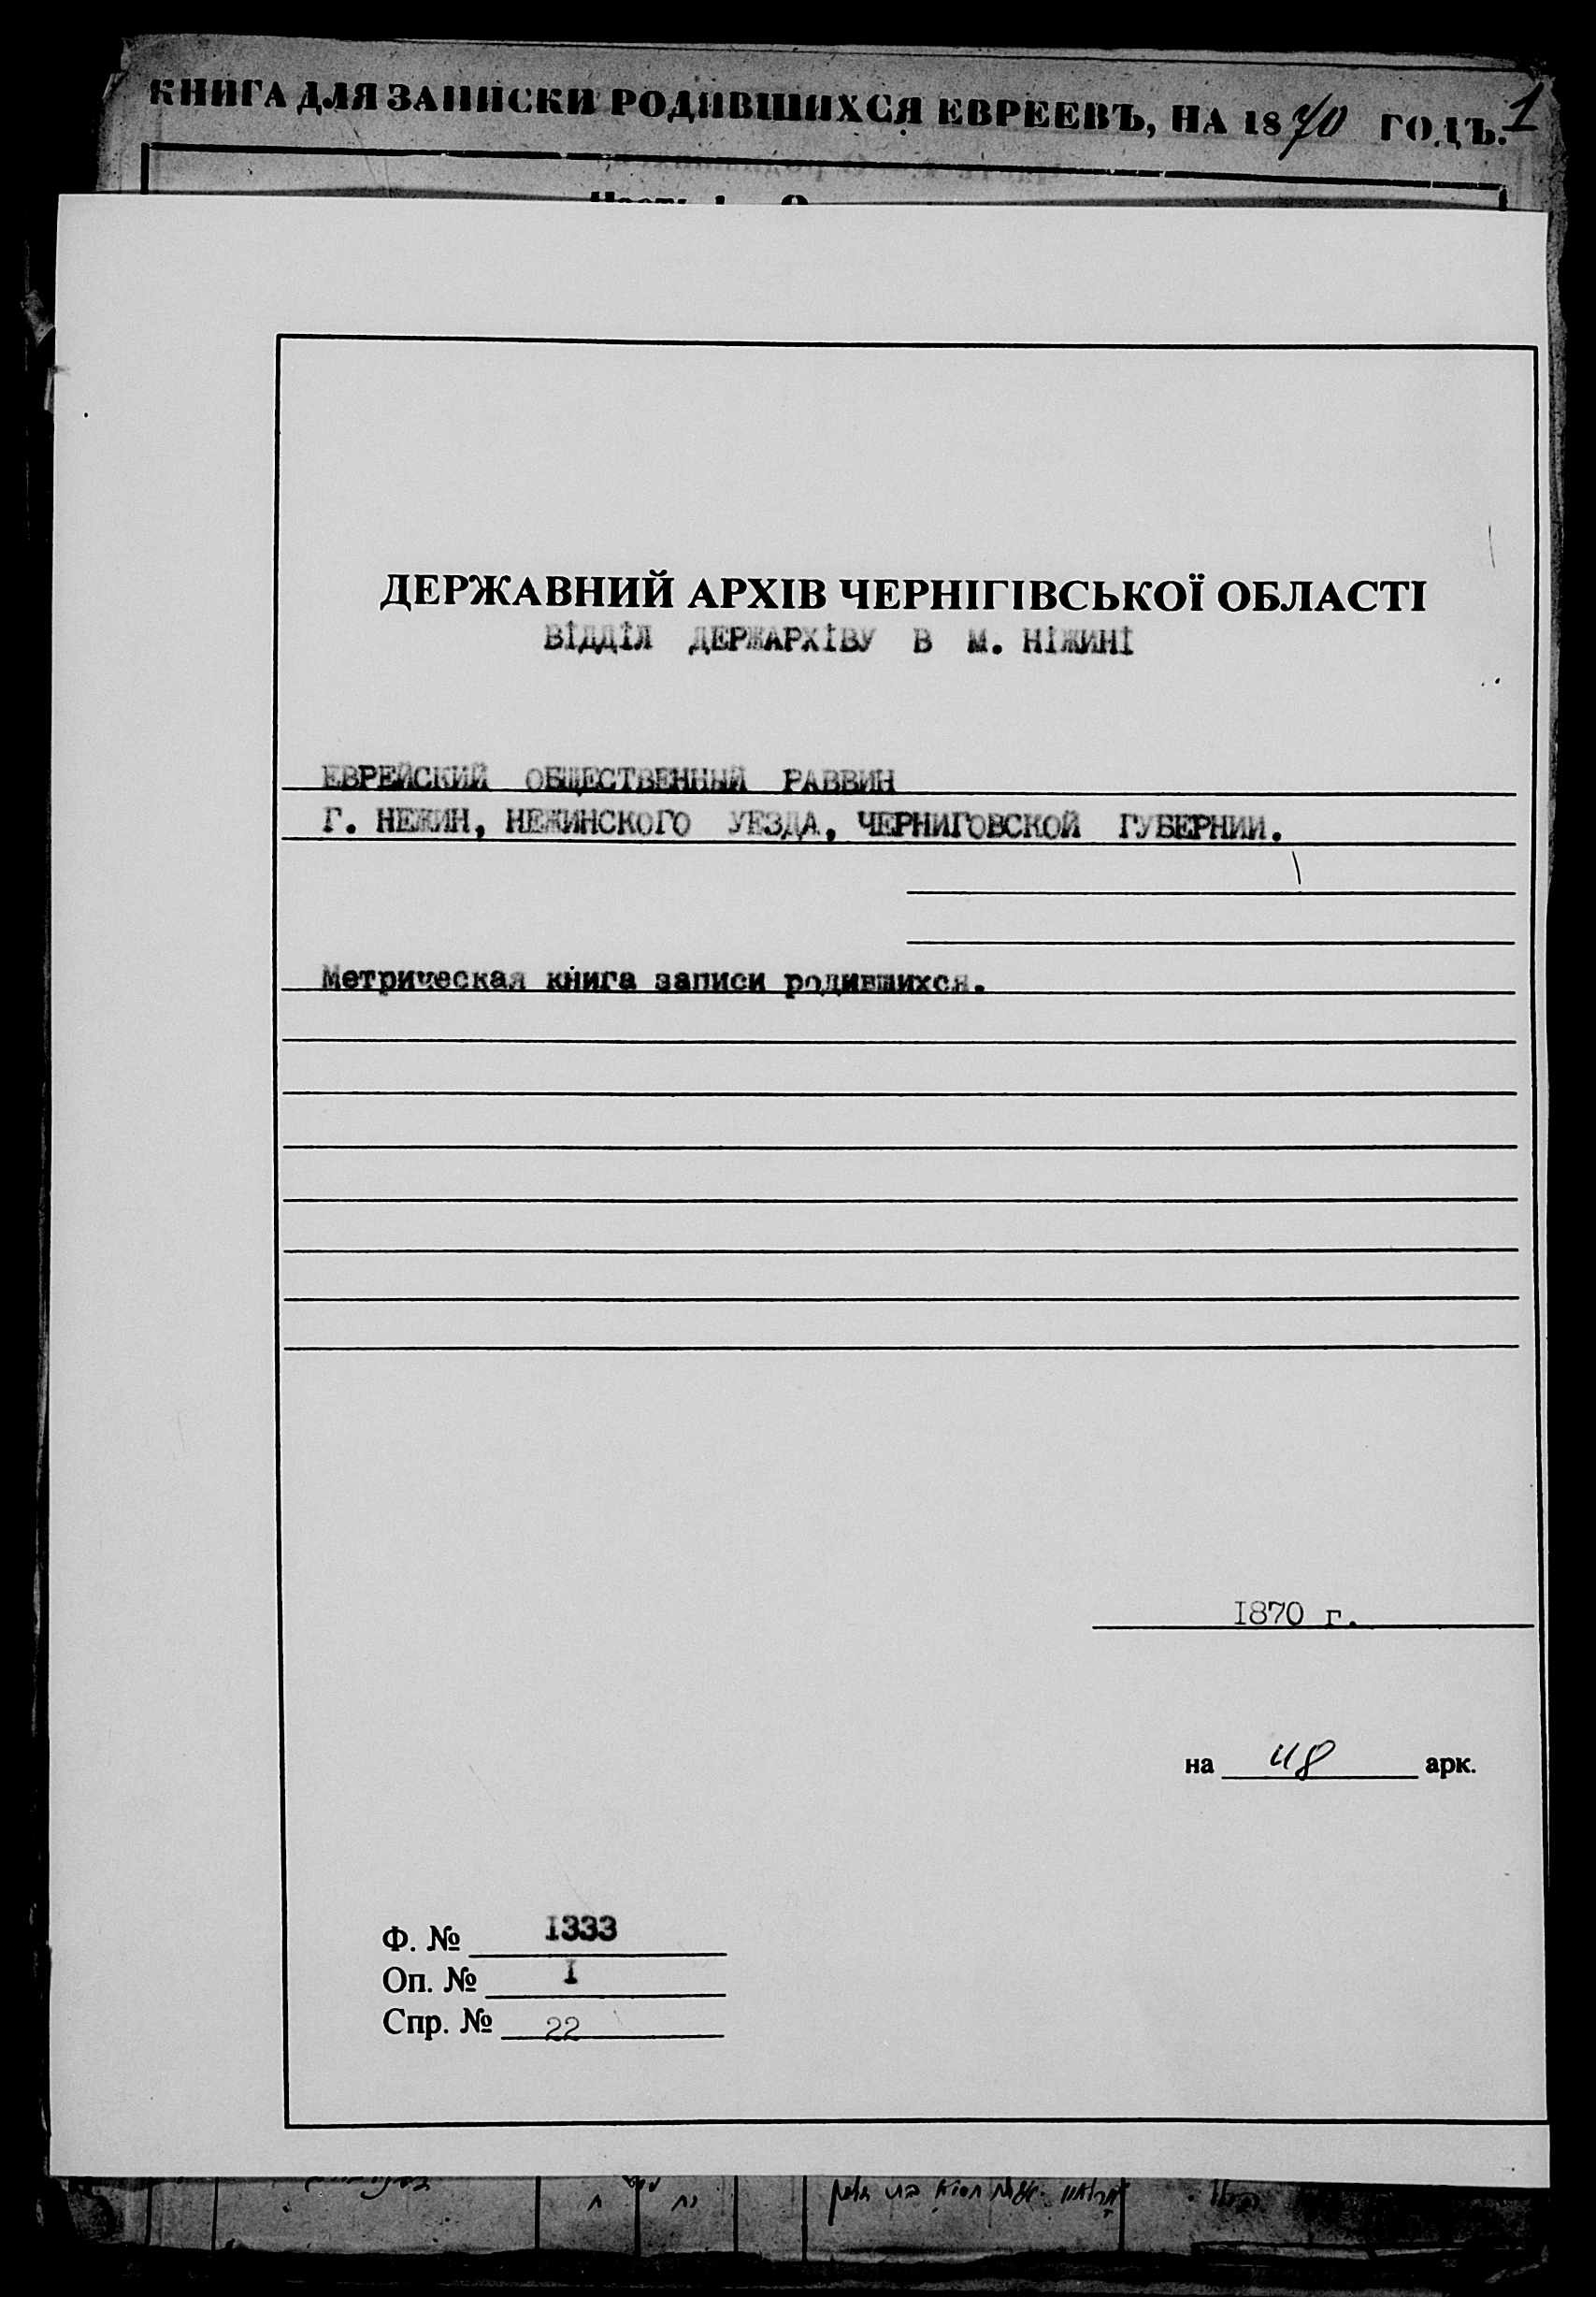 КНИГА ДЛЯ ЗАПИСКИ РОДИВШИХСЯ ЕВРЕЕВЪ, НА 1870 ГОДЪ.
1
ДЕРЖАВНИЙ АРХІВ ЧЕРНІГІВСЬКОЇ ОБЛАСТІ
ВІДДІЛ ДЕРЖАРХІВУ В М. НІЖИНІ
ЕВРЕЙСКИЙ ОБЩЕСТВЕННЫЙ РАВВИН
Г. НЕЖИН, НЕЖИНСКОГО УЕЗДА, ЧЕРНИГОВСКОЙ ГУБЕРНИИ.
Метрическая книга записи родившихся.
1870 г.
на 48 арк.
Ф. № 1333
Оп. № 1
Спр. № 22